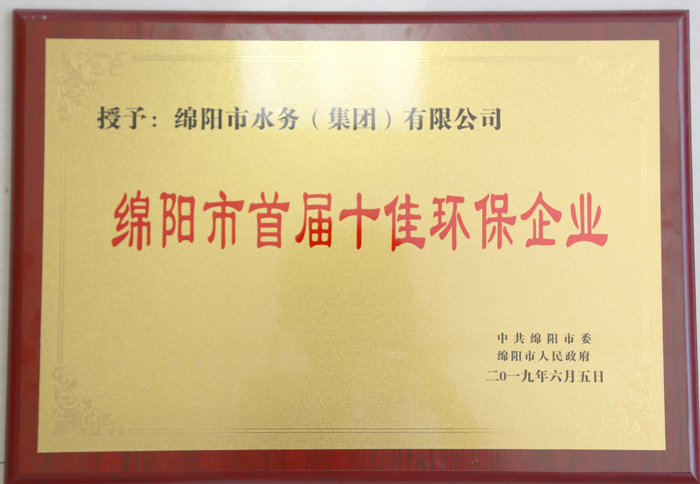 授予：绵阳市水务（集团）有限公司
绵阳市首届十佳环保企业
中共绵阳市委
绵阳市人民政府
二0一九年六月五日